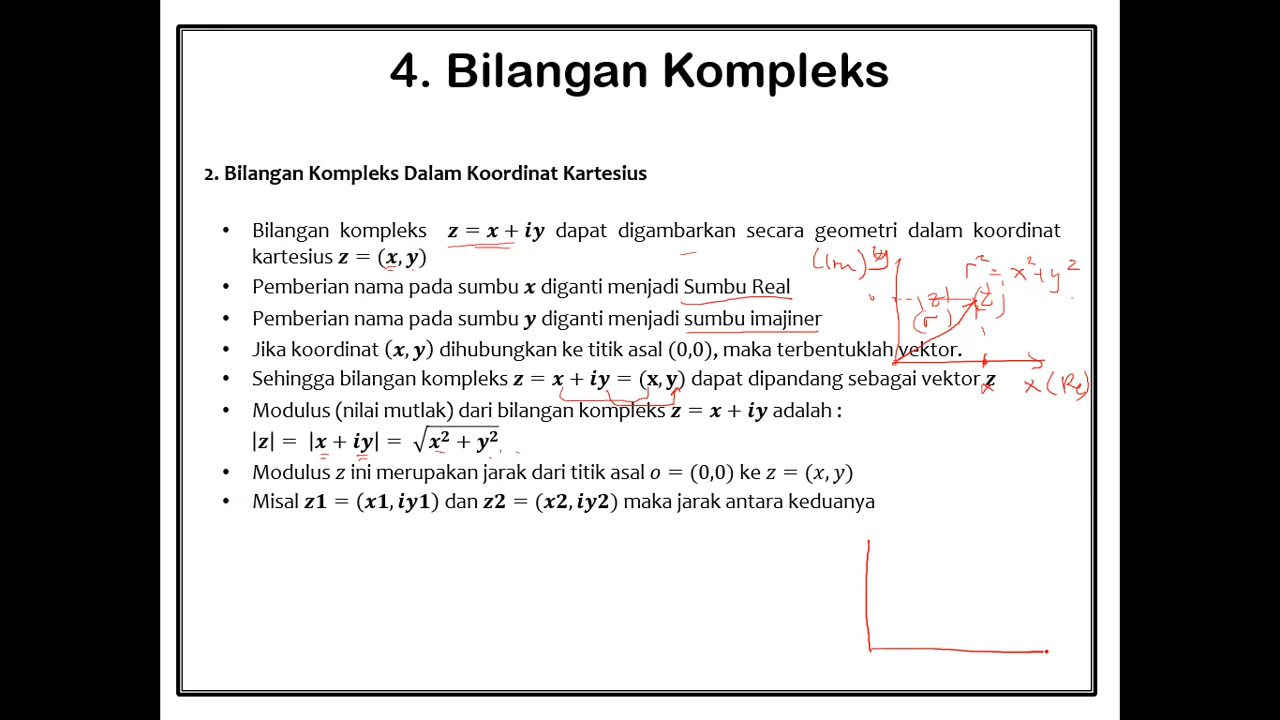 4. Bilangan Kompleks
2. Bilangan Kompleks Dalam Koordinat Kartesius
• Bilangan kompleks z = x + iy dapat digambarkan secara geometri dalam koordinat
kartesius z = (x, y)
• Pemberian nama pada sumbu x diganti menjadi Sumbu Real
• Pemberian nama pada sumbu y diganti menjadi sumbu imajiner
• Jika koordinat (x, y) dihubungkan ke titik asal (0,0), maka terbentuklah vektor.
• Sehingga bilangan kompleks z = x + iy = (x, y) dapat dipandang sebagai vektor z
• Modulus (nilai mutlak) dari bilangan kompleks z = x + iy adalah :
|z| = |x + iy| = √x² + y²
• Modulus z ini merupakan jarak dari titik asal o = (0,0) ke z = (x, y)
• Misal z1 = (x1, iy1) dan z2 = (x2, iy2) maka jarak antara keduanya
(Im)
r² = x² + y²
|z|
(r)
x
x (Re)